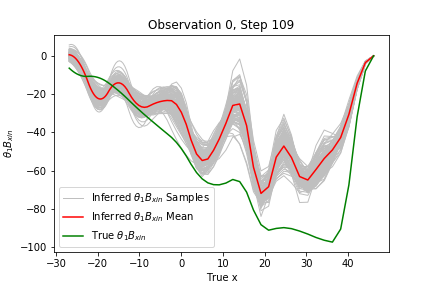 Observation 0, Step 109
0
−20
−40
−60
−80
−100
θ₁Bₓᵢₙ
Inferred θ₁Bₓᵢₙ Samples
Inferred θ₁Bₓᵢₙ Mean
True θ₁Bₓᵢₙ
−30 −20 −10 0 10 20 30 40
True x